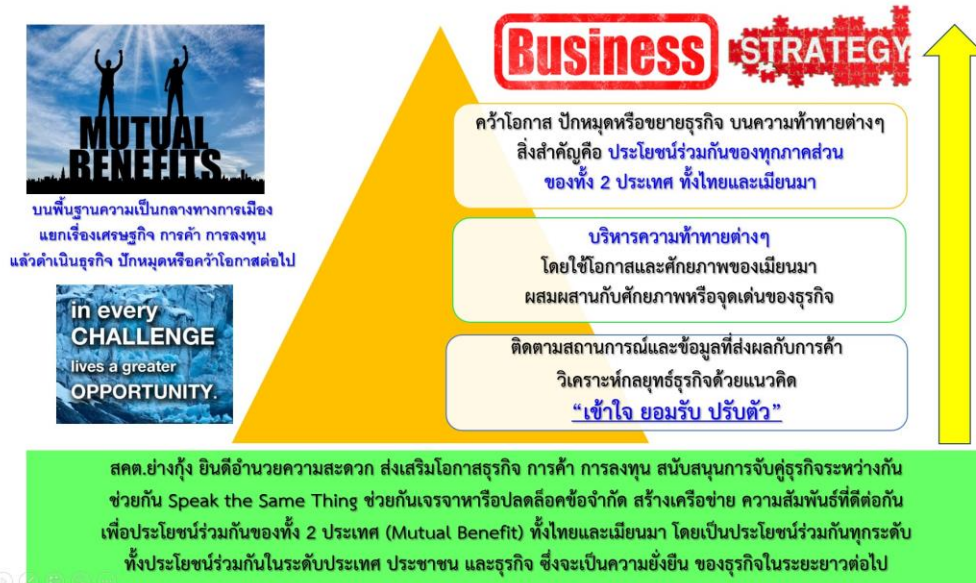 Business STRATEGY
MUTUAL
BENEFITS
บนพื้นฐานความเป็นกลางทางการเมือง
แยกเรื่องเศรษฐกิจ การค้า การลงทุน
แล้วดำเนินธุรกิจ ปักหมุดหรือคว้าโอกาสต่อไป
in every
CHALLENGE
lives a greater
OPPORTUNITY.
คว้าโอกาส ปักหมุดหรือขยายธุรกิจ บนความท้าทายต่างๆ
สิ่งสำคัญคือ ประโยชน์ร่วมกันของทุกภาคส่วน
ของทั้ง 2 ประเทศ ทั้งไทยและเมียนมา
บริหารความท้าทายต่างๆ
โดยใช้โอกาสและศักยภาพของเมียนมา
ผสมผสานกับศักยภาพหรือจุดเด่นของธุรกิจ
ติดตามสถานการณ์และข้อมูลที่ส่งผลกับการค้า
วิเคราะห์กลยุทธ์ธุรกิจด้วยแนวคิด
“เข้าใจ ยอมรับ ปรับตัว”
สคต.ย่างกุ้ง ยินดีอำนวยความสะดวก ส่งเสริมโอกาสธุรกิจ การค้า การลงทุน สนับสนุนการจับคู่ธุรกิจระหว่างกัน
ช่วยกัน Speak the Same Thing ช่วยกันเจรจาหารือปลดล็อคข้อจำกัด สร้างเครือข่าย ความสัมพันธ์ที่ดีต่อกัน
เพื่อประโยชน์ร่วมกันของทั้ง 2 ประเทศ (Mutual Benefit) ทั้งไทยและเมียนมา โดยเป็นประโยชน์ร่วมกันทุกระดับ
ทั้งประโยชน์ร่วมกันในระดับประเทศ ประชาชน และธุรกิจ ซึ่งจะเป็นความยั่งยืน ของธุรกิจในระยะยาวต่อไป